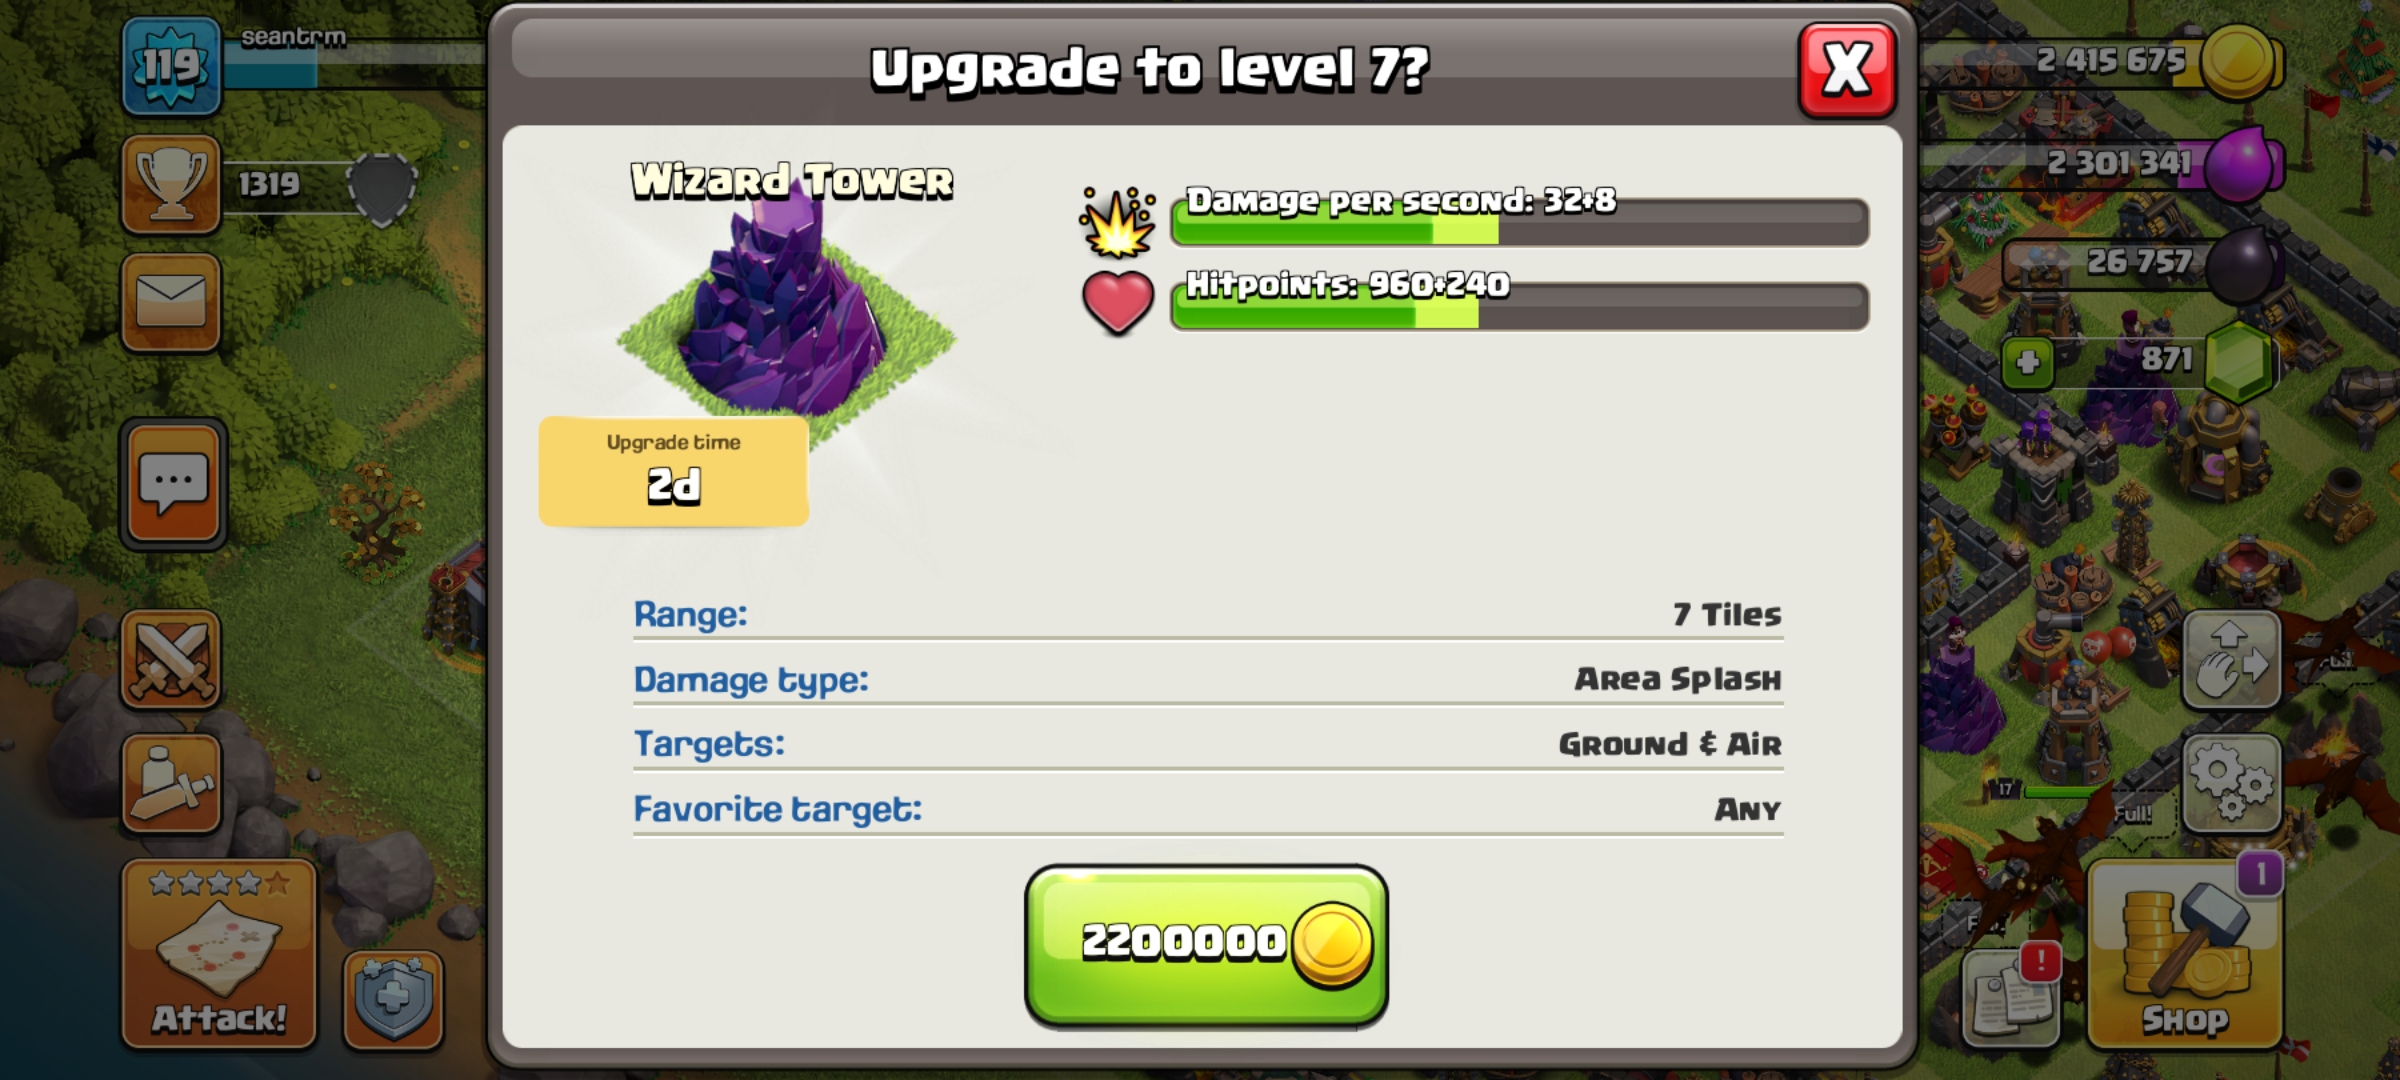 119
seantrm
Upgrade to level 7?
X
2 415 675
1319
Wizard Tower
Damage per second: 32+8
2 301 341
Hitpoints: 960+240
26 757
871
Upgrade time
2d
Range: 7 Tiles
Damage type: Area Splash
Targets: Ground & Air
Favorite target: Any
17
Full!
1
2200000
!
Attack!
Shop